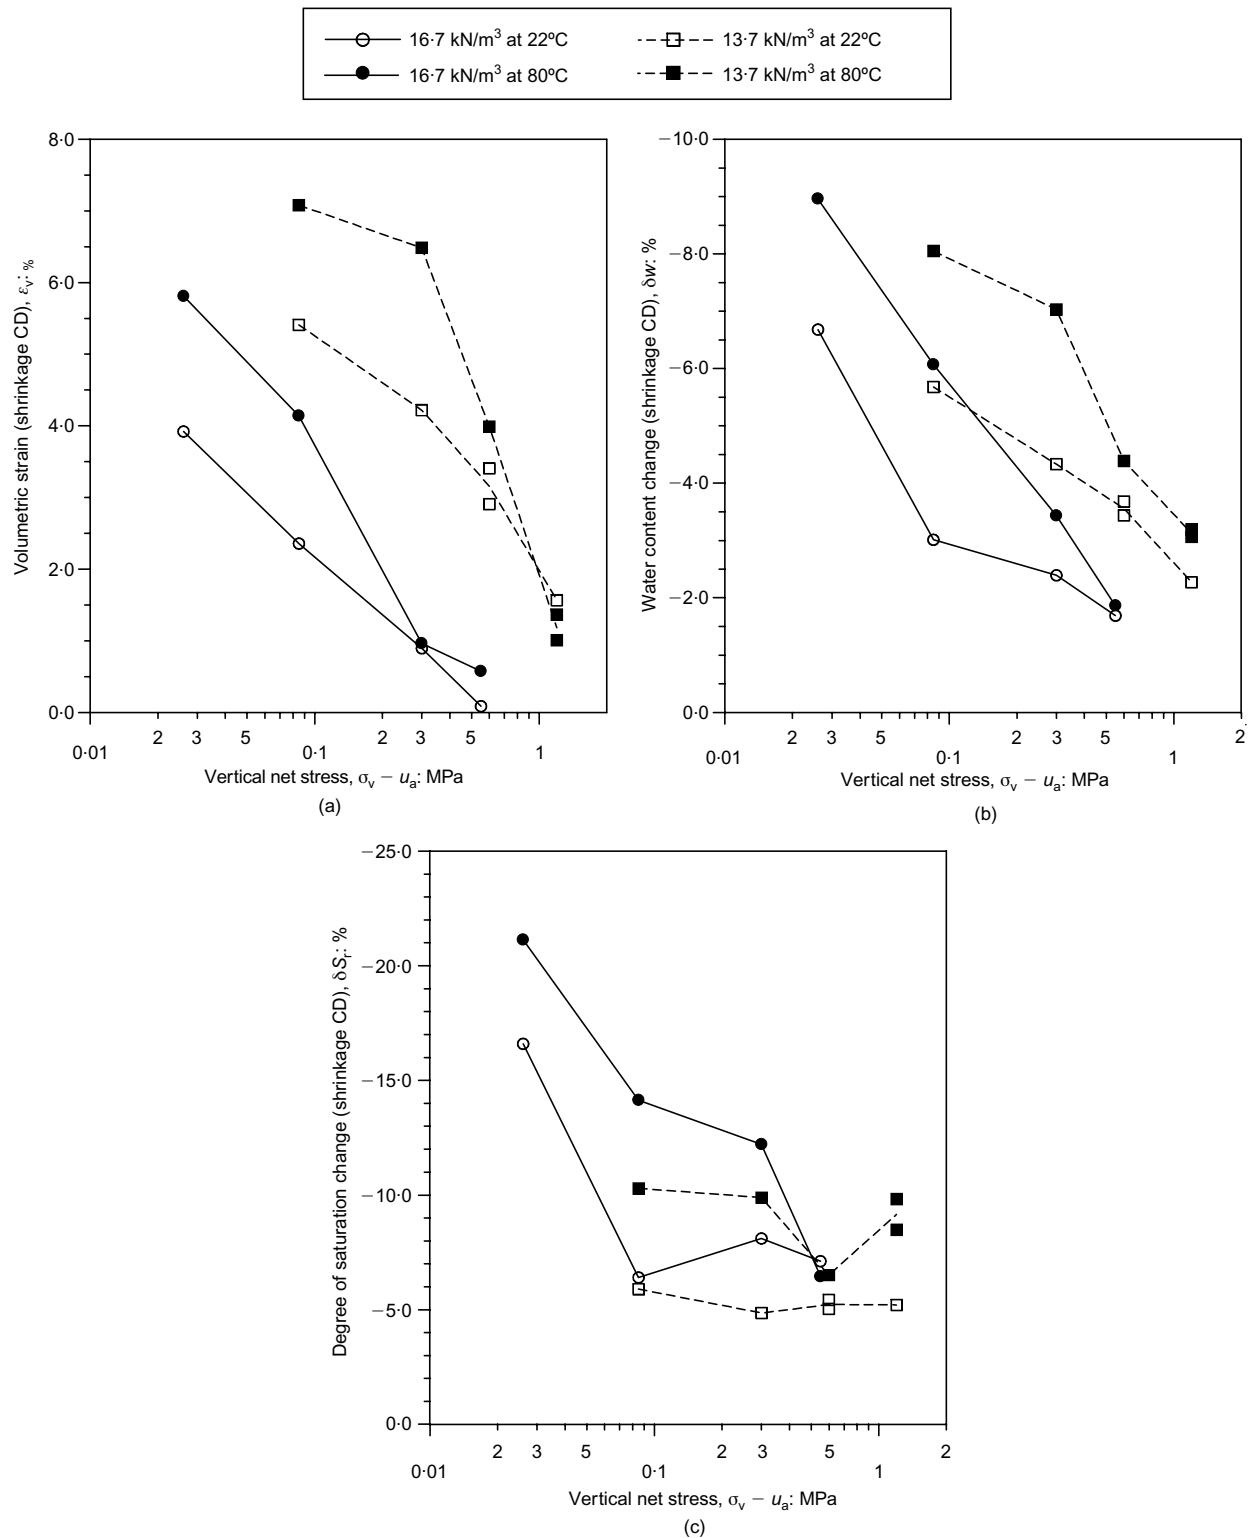 16·7 kN/m³ at 22ºC
13·7 kN/m³ at 22ºC
16·7 kN/m³ at 80ºC
13·7 kN/m³ at 80ºC
8·0
6·0
4·0
2·0
0·0
Volumetric strain (shrinkage CD), εᵥ: %
2 3 5 2 3 5
0·01 0·1 1
Vertical net stress, σᵥ − uₐ: MPa
(a)
−10·0
−8·0
−6·0
−4·0
−2·0
0·0
Water content change (shrinkage CD), δw: %
2 3 5 2 3 5 2
0·01 0·1 1
Vertical net stress, σᵥ − uₐ: MPa
(b)
−25·0
−20·0
−15·0
−10·0
−5·0
0·0
Degree of saturation change (shrinkage CD), δSᵣ: %
2 3 5 2 3 5 2
0·01 0·1 1
Vertical net stress, σᵥ − uₐ: MPa
(c)